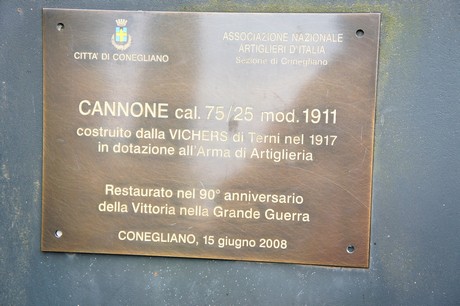 CITTA' DI CONEGLIANO
ASSOCIAZIONE NAZIONALE
ARTIGLIERI D'ITALIA
Sezione di Conegliano
CANNONE cal. 75/25 mod. 1911
costruito dalla VICHERS di Terni nel 1917
in dotazione all'Arma di Artiglieria
Restaurato nel 90° anniversario
della Vittoria nella Grande Guerra
CONEGLIANO, 15 giugno 2008